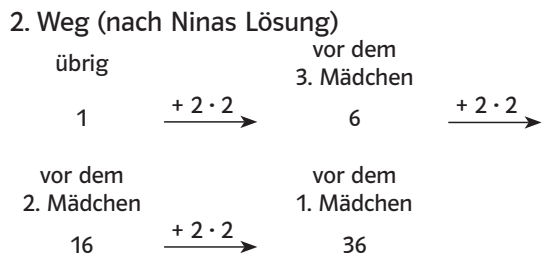 2. Weg (nach Ninas Lösung)
übrig
vor dem
3. Mädchen
1
+ 2 · 2
6
+ 2 · 2
vor dem
2. Mädchen
vor dem
1. Mädchen
16
+ 2 · 2
36